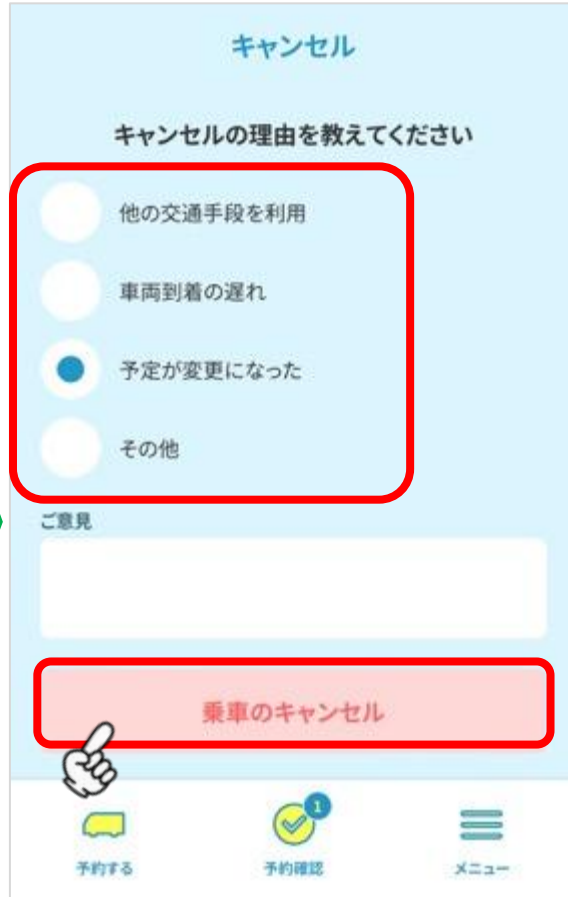 キャンセル
キャンセルの理由を教えてください
他の交通手段を利用
車両到着の遅れ
予定が変更になった
その他
ご意見
乗車のキャンセル
1
予約する
予約確認
メニュー